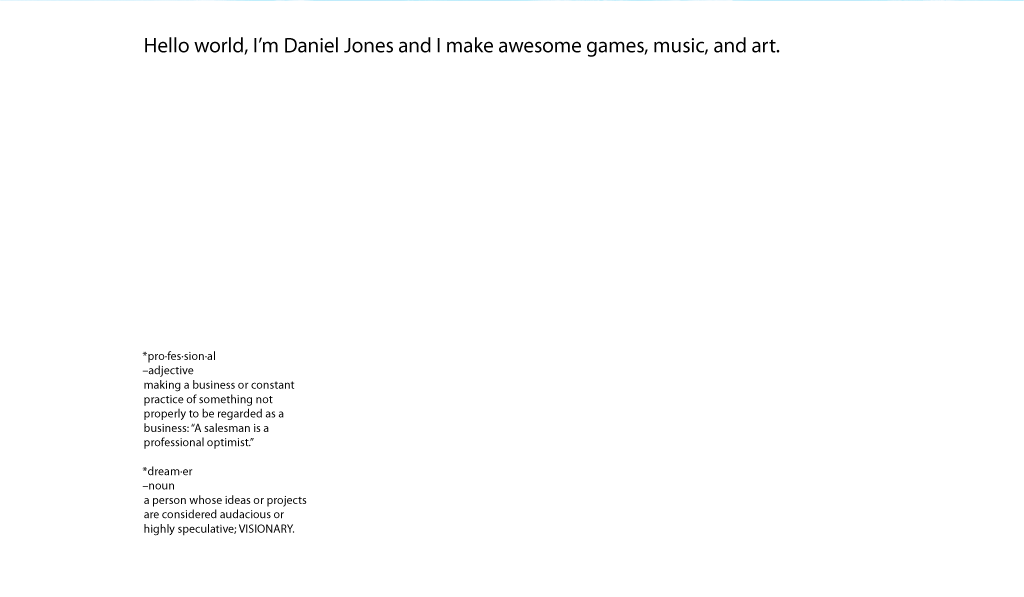 Hello world, I'm Daniel Jones and I make awesome games, music, and art.
*pro·fes·sion·al
–adjective
making a business or constant
practice of something not
properly to be regarded as a
business: “A salesman is a
professional optimist.”
*dream·er
–noun
a person whose ideas or projects
are considered audacious or
highly speculative; VISIONARY.